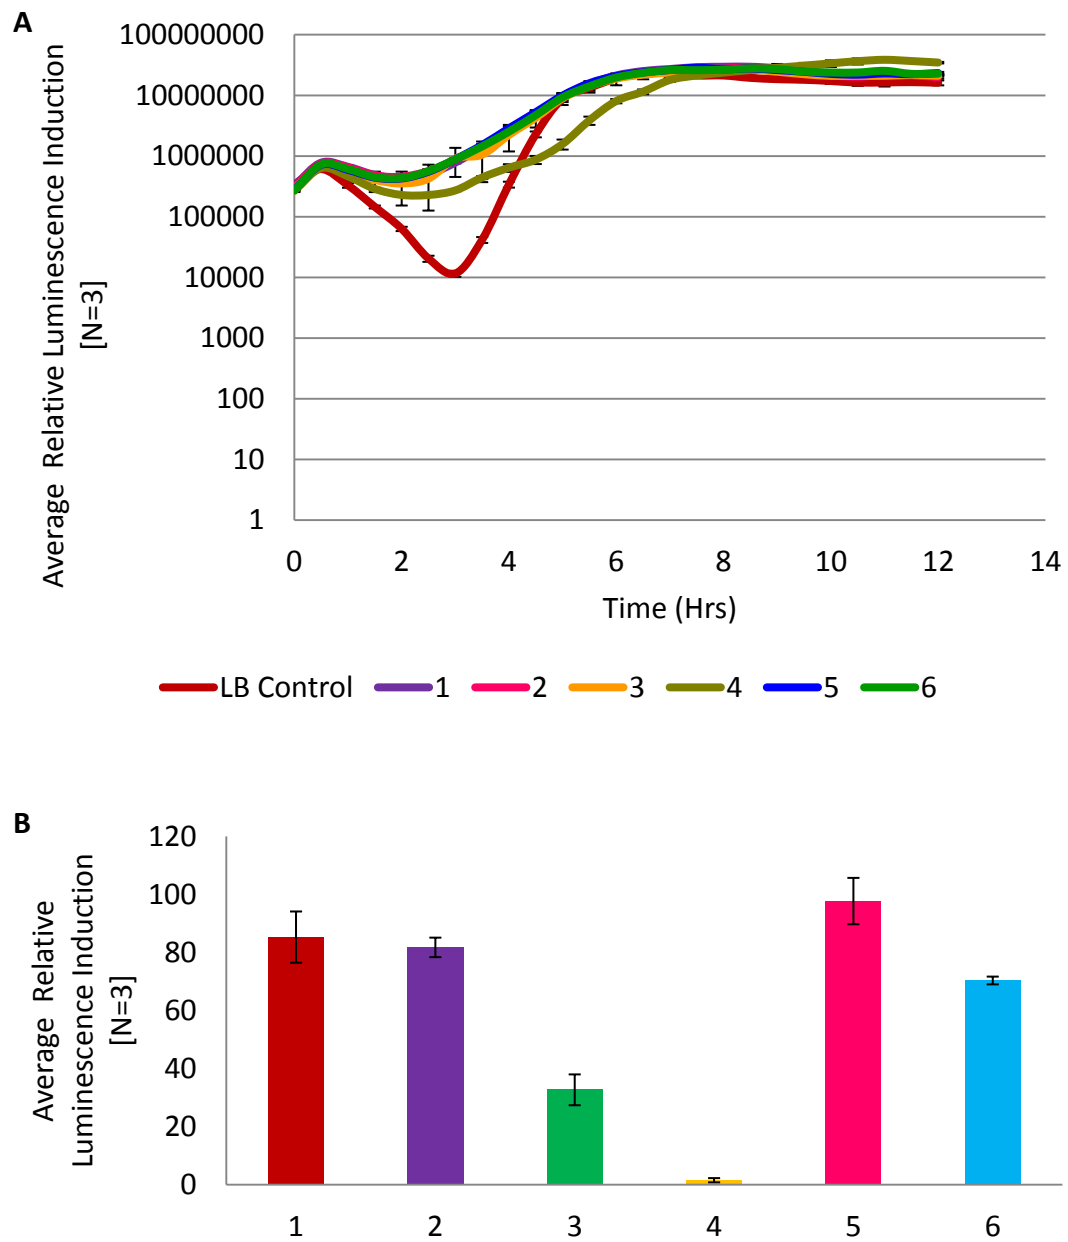 A
Average Relative Luminescence Induction
[N=3]
100000000
10000000
1000000
100000
10000
1000
100
10
1
0 2 4 6 8 10 12 14
Time (Hrs)
LB Control 1 2 3 4 5 6
B
Average Relative
Luminescence Induction
[N=3]
120
100
80
60
40
20
0
1 2 3 4 5 6